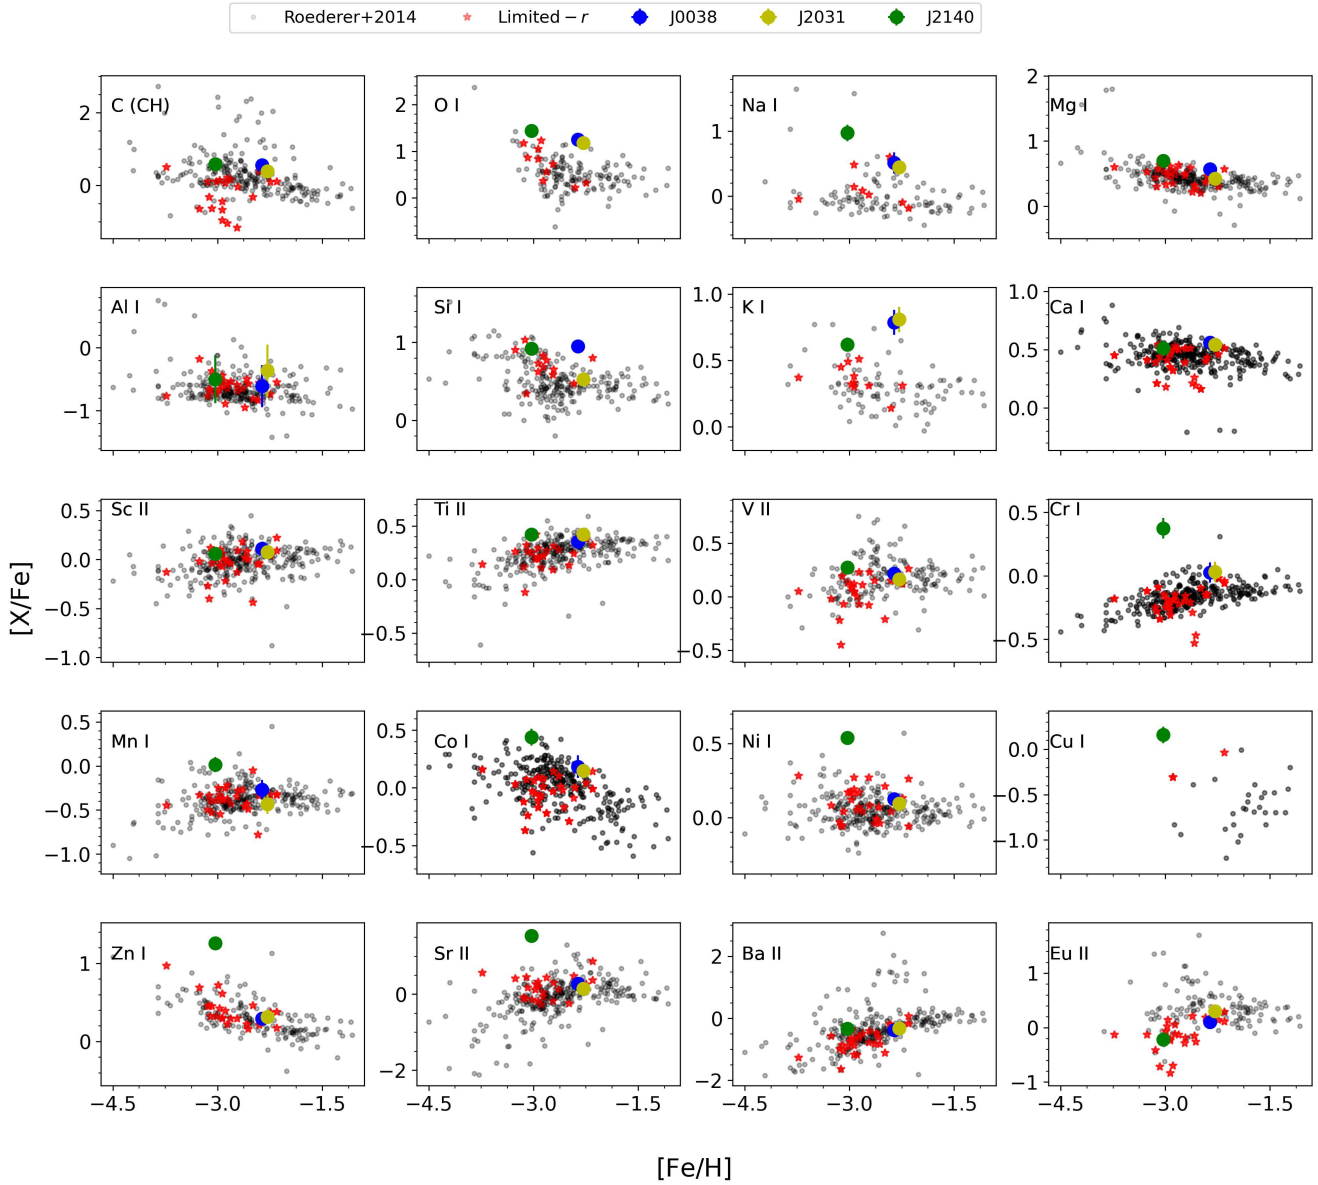 Roederer+2014 Limited − r J0038 J2031 J2140
C (CH) O I Na I Mg I
2 1 0
2 1 0
1 0
2 1 0
Al I Si I K I Ca I
0 −1
1 0
1.0 0.5 0.0
1.0 0.5 0.0
Sc II Ti II V II Cr I
0.5 0.0 −0.5 −1.0
0.5 0.0 −0.5
0.5 0.0 −0.5
0.5 0.0 −0.5
Mn I Co I Ni I Cu I
0.5 0.0 −0.5 −1.0
0.5 0.0 −0.5
0.5 0.0
0.0 −0.5 −1.0
Zn I Sr II Ba II Eu II
1 0
0 −2
2 0 −2
1 0 −1
−4.5 −3.0 −1.5 −4.5 −3.0 −1.5 −4.5 −3.0 −1.5 −4.5 −3.0 −1.5
[X/Fe]
[Fe/H]